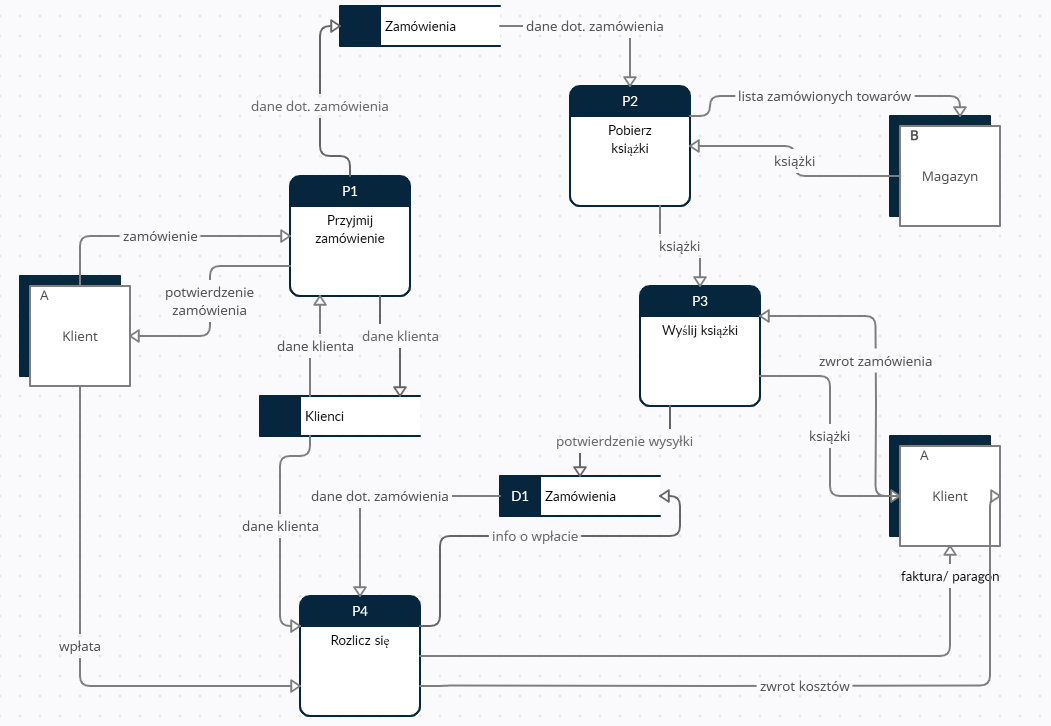 Zamówienia
dane dot. zamówienia
P2
Pobierz
książki
lista zamówionych towarów
B
Magazyn
książki
dane dot. zamówienia
P1
Przyjmij
zamówienie
zamówienie
A
Klient
potwierdzenie
zamówienia
książki
P3
Wyślij książki
dane klienta
dane klienta
zwrot zamówienia
Klienci
książki
potwierdzenie wysyłki
A
Klient
dane dot. zamówienia
D1
Zamówienia
dane klienta
info o wpłacie
faktura/ paragon
P4
Rozlicz się
wpłata
zwrot kosztów